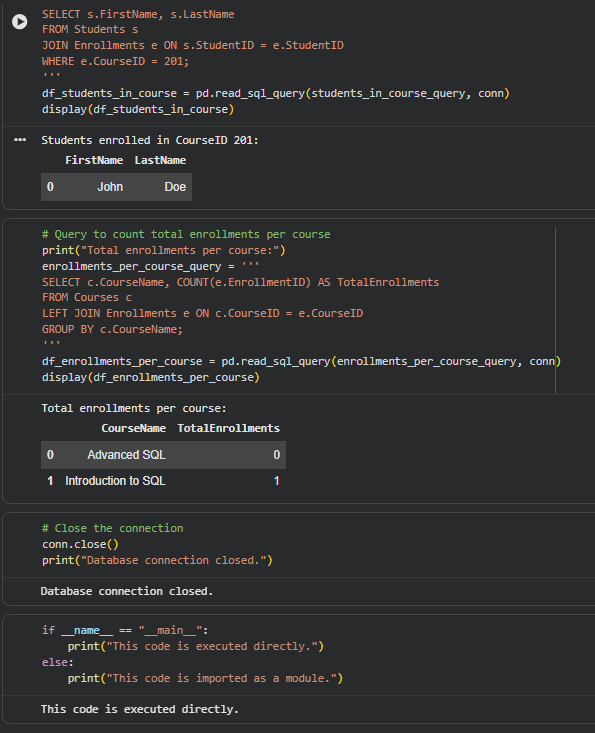 SELECT s.FirstName, s.LastName
FROM Students s
JOIN Enrollments e ON s.StudentID = e.StudentID
WHERE e.CourseID = 201;
'''
df_students_in_course = pd.read_sql_query(students_in_course_query, conn)
display(df_students_in_course)
Students enrolled in CourseID 201:
FirstName LastName
0 John Doe
# Query to count total enrollments per course
print("Total enrollments per course:")
enrollments_per_course_query = '''
SELECT c.CourseName, COUNT(e.EnrollmentID) AS TotalEnrollments
FROM Courses c
LEFT JOIN Enrollments e ON c.CourseID = e.CourseID
GROUP BY c.CourseName;
'''
df_enrollments_per_course = pd.read_sql_query(enrollments_per_course_query, conn)
display(df_enrollments_per_course)
Total enrollments per course:
CourseName TotalEnrollments
0 Advanced SQL 0
1 Introduction to SQL 1
# Close the connection
conn.close()
print("Database connection closed.")
Database connection closed.
if __name__ == "__main__":
    print("This code is executed directly.")
else:
    print("This code is imported as a module.")
This code is executed directly.